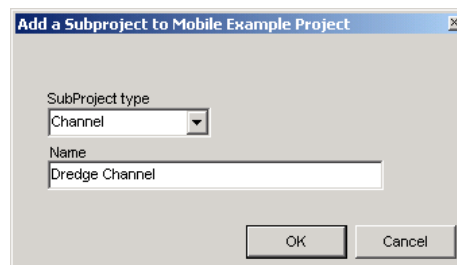 Add a Subproject to Mobile Example Project
SubProject type
Channel
Name
Dredge Channel
OK Cancel